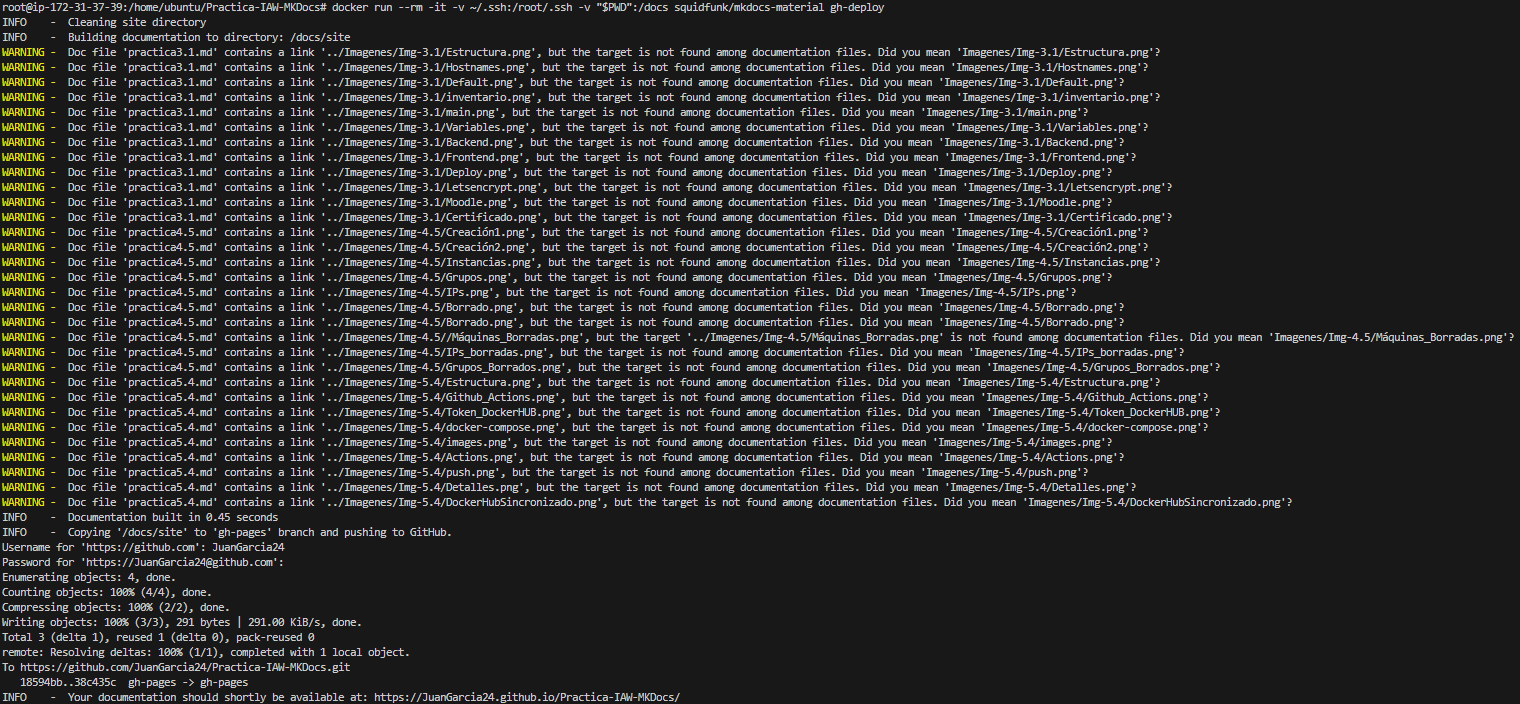 root@ip-172-31-37-39:/home/ubuntu/Practica-IAW-MKDocs# docker run --rm -it -v ~/.ssh:/root/.ssh -v "$PWD":/docs squidfunk/mkdocs-material gh-deploy
INFO    -  Cleaning site directory
INFO    -  Building documentation to directory: /docs/site
WARNING -  Doc file 'practica3.1.md' contains a link '../Imagenes/Img-3.1/Estructura.png', but the target is not found among documentation files. Did you mean 'Imagenes/Img-3.1/Estructura.png'?
WARNING -  Doc file 'practica3.1.md' contains a link '../Imagenes/Img-3.1/Hostnames.png', but the target is not found among documentation files. Did you mean 'Imagenes/Img-3.1/Hostnames.png'?
WARNING -  Doc file 'practica3.1.md' contains a link '../Imagenes/Img-3.1/Default.png', but the target is not found among documentation files. Did you mean 'Imagenes/Img-3.1/Default.png'?
WARNING -  Doc file 'practica3.1.md' contains a link '../Imagenes/Img-3.1/inventario.png', but the target is not found among documentation files. Did you mean 'Imagenes/Img-3.1/inventario.png'?
WARNING -  Doc file 'practica3.1.md' contains a link '../Imagenes/Img-3.1/main.png', but the target is not found among documentation files. Did you mean 'Imagenes/Img-3.1/main.png'?
WARNING -  Doc file 'practica3.1.md' contains a link '../Imagenes/Img-3.1/Variables.png', but the target is not found among documentation files. Did you mean 'Imagenes/Img-3.1/Variables.png'?
WARNING -  Doc file 'practica3.1.md' contains a link '../Imagenes/Img-3.1/Backend.png', but the target is not found among documentation files. Did you mean 'Imagenes/Img-3.1/Backend.png'?
WARNING -  Doc file 'practica3.1.md' contains a link '../Imagenes/Img-3.1/Frontend.png', but the target is not found among documentation files. Did you mean 'Imagenes/Img-3.1/Frontend.png'?
WARNING -  Doc file 'practica3.1.md' contains a link '../Imagenes/Img-3.1/Deploy.png', but the target is not found among documentation files. Did you mean 'Imagenes/Img-3.1/Deploy.png'?
WARNING -  Doc file 'practica3.1.md' contains a link '../Imagenes/Img-3.1/Letsencrypt.png', but the target is not found among documentation files. Did you mean 'Imagenes/Img-3.1/Letsencrypt.png'?
WARNING -  Doc file 'practica3.1.md' contains a link '../Imagenes/Img-3.1/Moodle.png', but the target is not found among documentation files. Did you mean 'Imagenes/Img-3.1/Moodle.png'?
WARNING -  Doc file 'practica3.1.md' contains a link '../Imagenes/Img-3.1/Certificado.png', but the target is not found among documentation files. Did you mean 'Imagenes/Img-3.1/Certificado.png'?
WARNING -  Doc file 'practica4.5.md' contains a link '../Imagenes/Img-4.5/Creación1.png', but the target is not found among documentation files. Did you mean 'Imagenes/Img-4.5/Creación1.png'?
WARNING -  Doc file 'practica4.5.md' contains a link '../Imagenes/Img-4.5/Creación2.png', but the target is not found among documentation files. Did you mean 'Imagenes/Img-4.5/Creación2.png'?
WARNING -  Doc file 'practica4.5.md' contains a link '../Imagenes/Img-4.5/Instancias.png', but the target is not found among documentation files. Did you mean 'Imagenes/Img-4.5/Instancias.png'?
WARNING -  Doc file 'practica4.5.md' contains a link '../Imagenes/Img-4.5/Grupos.png', but the target is not found among documentation files. Did you mean 'Imagenes/Img-4.5/Grupos.png'?
WARNING -  Doc file 'practica4.5.md' contains a link '../Imagenes/Img-4.5/IPs.png', but the target is not found among documentation files. Did you mean 'Imagenes/Img-4.5/IPs.png'?
WARNING -  Doc file 'practica4.5.md' contains a link '../Imagenes/Img-4.5/Borrado.png', but the target is not found among documentation files. Did you mean 'Imagenes/Img-4.5/Borrado.png'?
WARNING -  Doc file 'practica4.5.md' contains a link '../Imagenes/Img-4.5/Borrado.png', but the target is not found among documentation files. Did you mean 'Imagenes/Img-4.5/Borrado.png'?
WARNING -  Doc file 'practica4.5.md' contains a link '../Imagenes/Img-4.5//Máquinas_Borradas.png', but the target '../Imagenes/Img-4.5/Máquinas_Borradas.png' is not found among documentation files. Did you mean 'Imagenes/Img-4.5/Máquinas_Borradas.png'?
WARNING -  Doc file 'practica4.5.md' contains a link '../Imagenes/Img-4.5/IPs_borradas.png', but the target is not found among documentation files. Did you mean 'Imagenes/Img-4.5/IPs_borradas.png'?
WARNING -  Doc file 'practica4.5.md' contains a link '../Imagenes/Img-4.5/Grupos_Borrados.png', but the target is not found among documentation files. Did you mean 'Imagenes/Img-4.5/Grupos_Borrados.png'?
WARNING -  Doc file 'practica5.4.md' contains a link '../Imagenes/Img-5.4/Estructura.png', but the target is not found among documentation files. Did you mean 'Imagenes/Img-5.4/Estructura.png'?
WARNING -  Doc file 'practica5.4.md' contains a link '../Imagenes/Img-5.4/Github_Actions.png', but the target is not found among documentation files. Did you mean 'Imagenes/Img-5.4/Github_Actions.png'?
WARNING -  Doc file 'practica5.4.md' contains a link '../Imagenes/Img-5.4/Token_DockerHUB.png', but the target is not found among documentation files. Did you mean 'Imagenes/Img-5.4/Token_DockerHUB.png'?
WARNING -  Doc file 'practica5.4.md' contains a link '../Imagenes/Img-5.4/docker-compose.png', but the target is not found among documentation files. Did you mean 'Imagenes/Img-5.4/docker-compose.png'?
WARNING -  Doc file 'practica5.4.md' contains a link '../Imagenes/Img-5.4/images.png', but the target is not found among documentation files. Did you mean 'Imagenes/Img-5.4/images.png'?
WARNING -  Doc file 'practica5.4.md' contains a link '../Imagenes/Img-5.4/Actions.png', but the target is not found among documentation files. Did you mean 'Imagenes/Img-5.4/Actions.png'?
WARNING -  Doc file 'practica5.4.md' contains a link '../Imagenes/Img-5.4/push.png', but the target is not found among documentation files. Did you mean 'Imagenes/Img-5.4/push.png'?
WARNING -  Doc file 'practica5.4.md' contains a link '../Imagenes/Img-5.4/Detalles.png', but the target is not found among documentation files. Did you mean 'Imagenes/Img-5.4/Detalles.png'?
WARNING -  Doc file 'practica5.4.md' contains a link '../Imagenes/Img-5.4/DockerHubSincronizado.png', but the target is not found among documentation files. Did you mean 'Imagenes/Img-5.4/DockerHubSincronizado.png'?
INFO    -  Documentation built in 0.45 seconds
INFO    -  Copying '/docs/site' to 'gh-pages' branch and pushing to GitHub.
Username for 'https://github.com': JuanGarcia24
Password for 'https://JuanGarcia24@github.com':
Enumerating objects: 4, done.
Counting objects: 100% (4/4), done.
Compressing objects: 100% (2/2), done.
Writing objects: 100% (3/3), 291 bytes | 291.00 KiB/s, done.
Total 3 (delta 1), reused 1 (delta 0), pack-reused 0
remote: Resolving deltas: 100% (1/1), completed with 1 local object.
To https://github.com/JuanGarcia24/Practica-IAW-MKDocs.git
   18594bb..38c435c  gh-pages -> gh-pages
INFO    -  Your documentation should shortly be available at: https://JuanGarcia24.github.io/Practica-IAW-MKDocs/